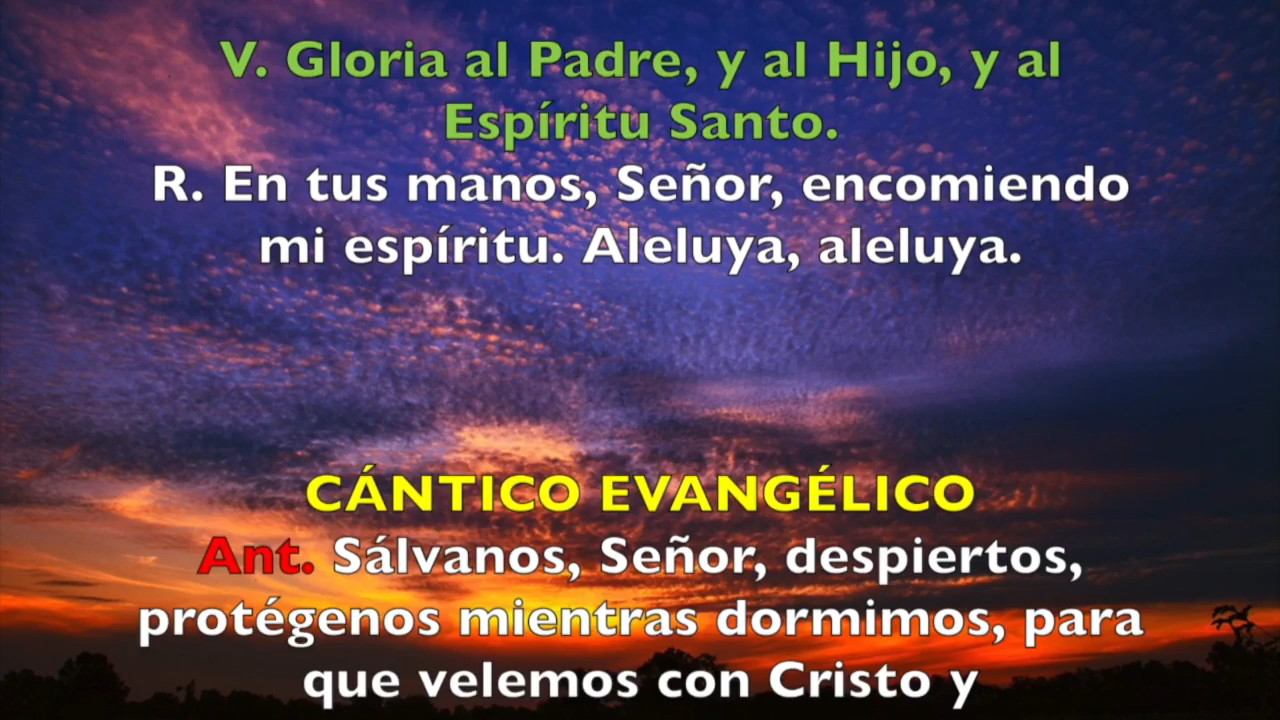 V. Gloria al Padre, y al Hijo, y al
Espíritu Santo.
R. En tus manos, Señor, encomiendo
mi espíritu. Aleluya, aleluya.
CÁNTICO EVANGÉLICO
Ant. Sálvanos, Señor, despiertos,
protégenos mientras dormimos, para
que velemos con Cristo y